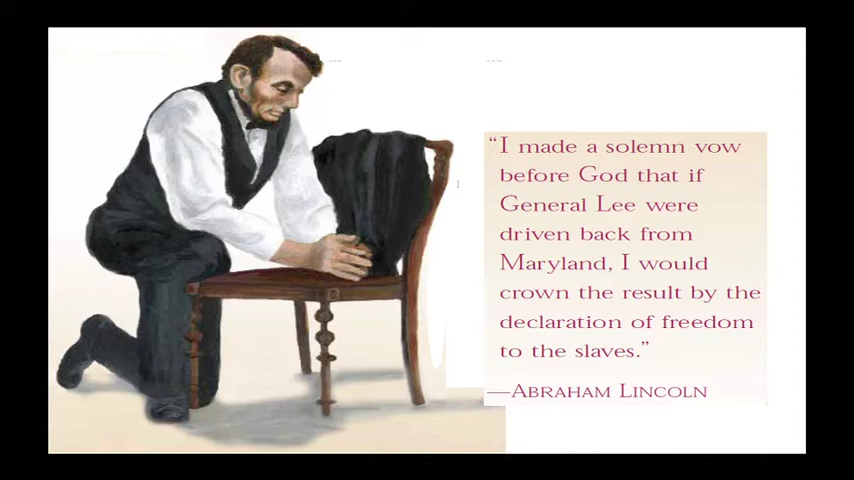 “I made a solemn vow
before God that if
General Lee were
driven back from
Maryland, I would
crown the result by the
declaration of freedom
to the slaves.”
—ABRAHAM LINCOLN